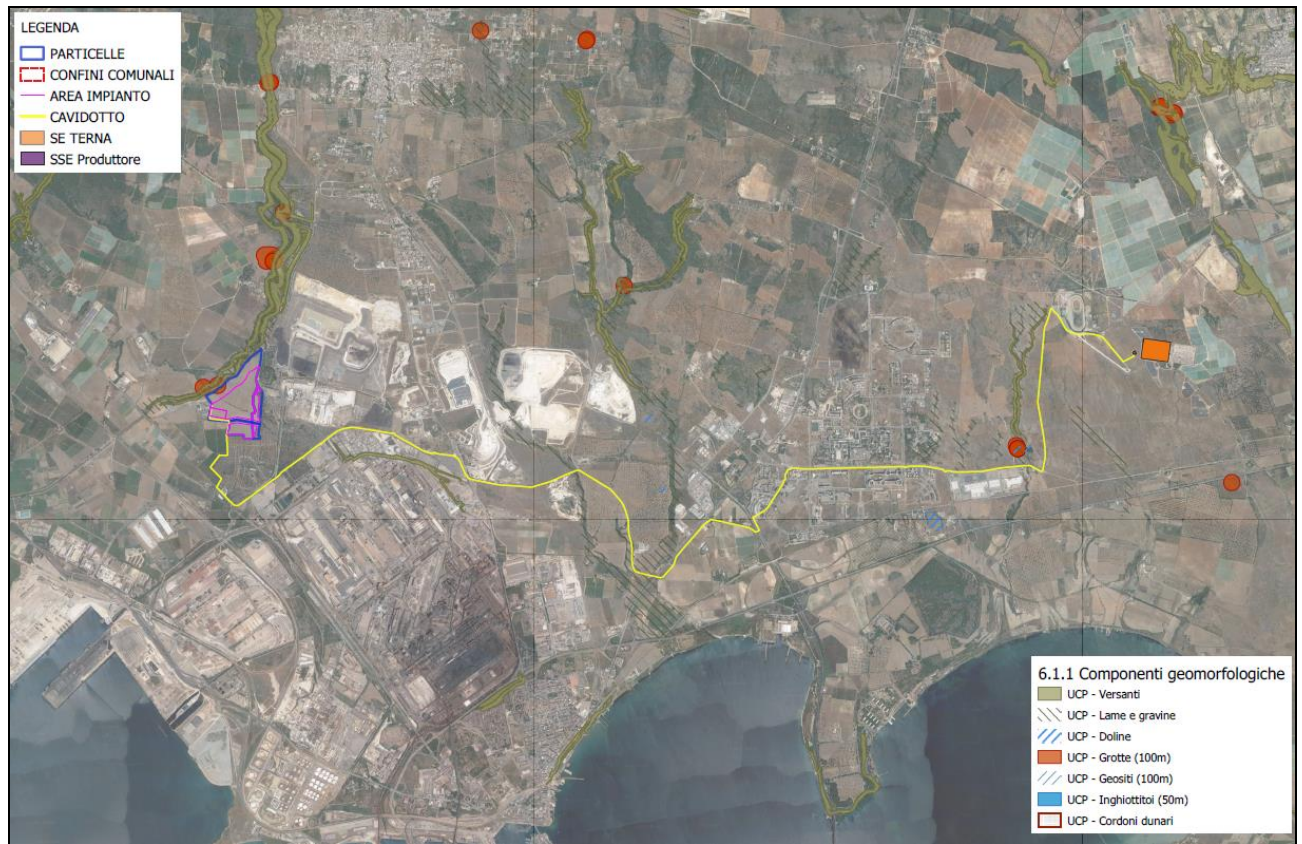 LEGENDA
PARTICELLE
CONFINI COMUNALI
AREA IMPIANTO
CAVIDOTTO
SE TERNA
SSE Produttore
6.1.1 Componenti geomorfologiche
UCP - Versanti
UCP - Lame e gravine
UCP - Doline
UCP - Grotte (100m)
UCP - Geositi (100m)
UCP - Inghiottitoi (50m)
UCP - Cordoni dunari